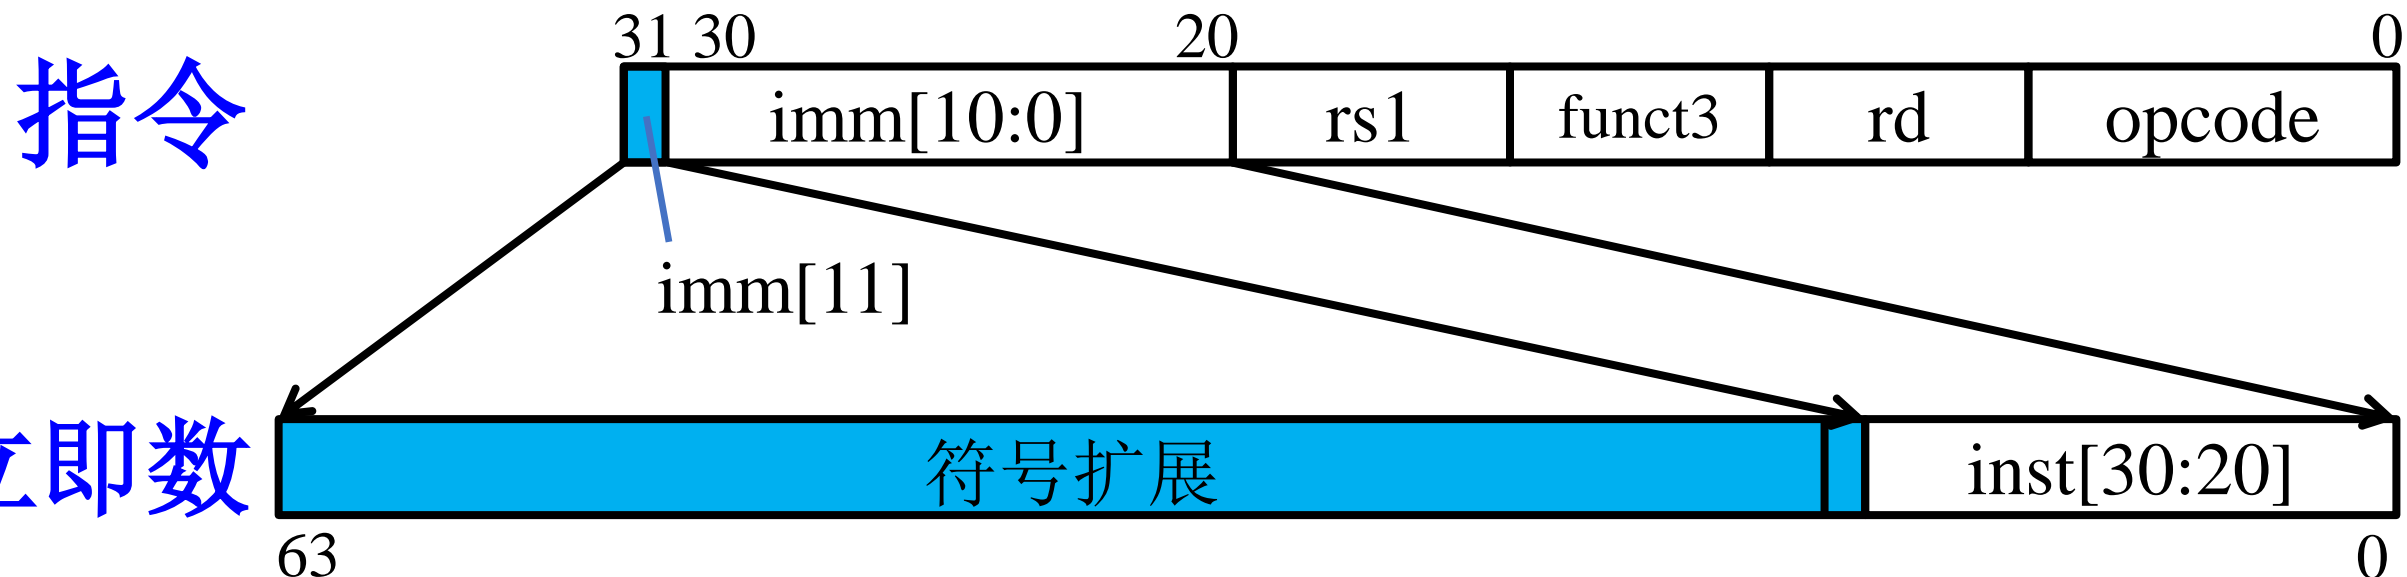 31 30 20 0
指令 imm[10:0] rs1 funct3 rd opcode
imm[11]
立即数 符号扩展 inst[30:20]
63 0